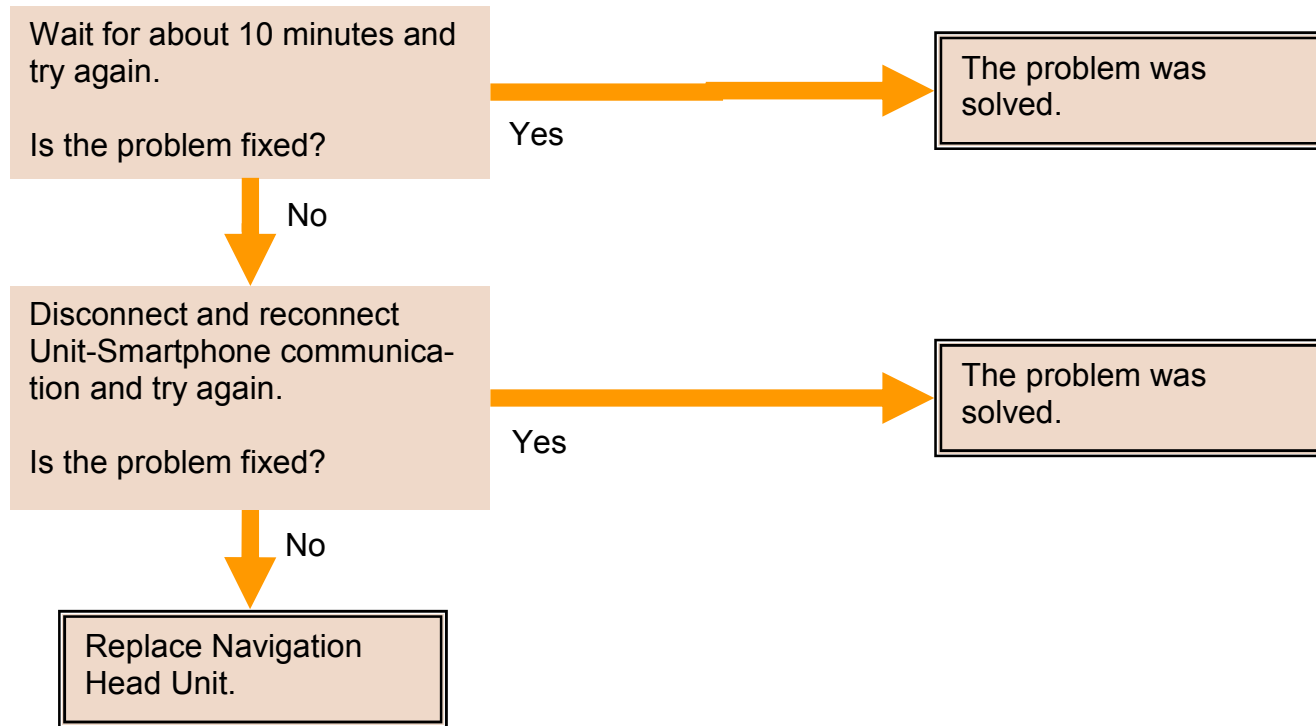 Wait for about 10 minutes and
try again.
Is the problem fixed?
Yes
The problem was
solved.
No
Disconnect and reconnect
Unit-Smartphone communica-
tion and try again.
Is the problem fixed?
Yes
The problem was
solved.
No
Replace Navigation
Head Unit.